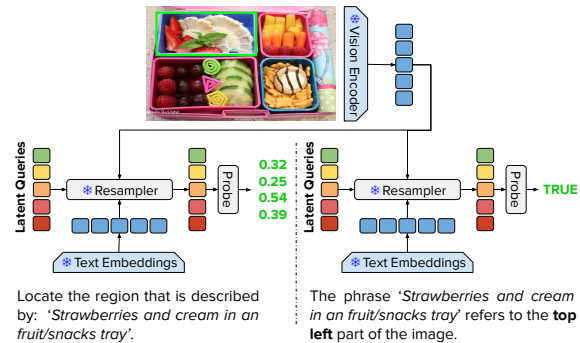 Vision Encoder
Latent Queries
Resampler
Probe
0.32
0.25
0.54
0.39
Text Embeddings
Locate the region that is described
by: 'Strawberries and cream in an
fruit/snacks tray'.
Latent Queries
Resampler
Probe
TRUE
Text Embeddings
The phrase 'Strawberries and cream
in an fruit/snacks tray' refers to the top
left part of the image.